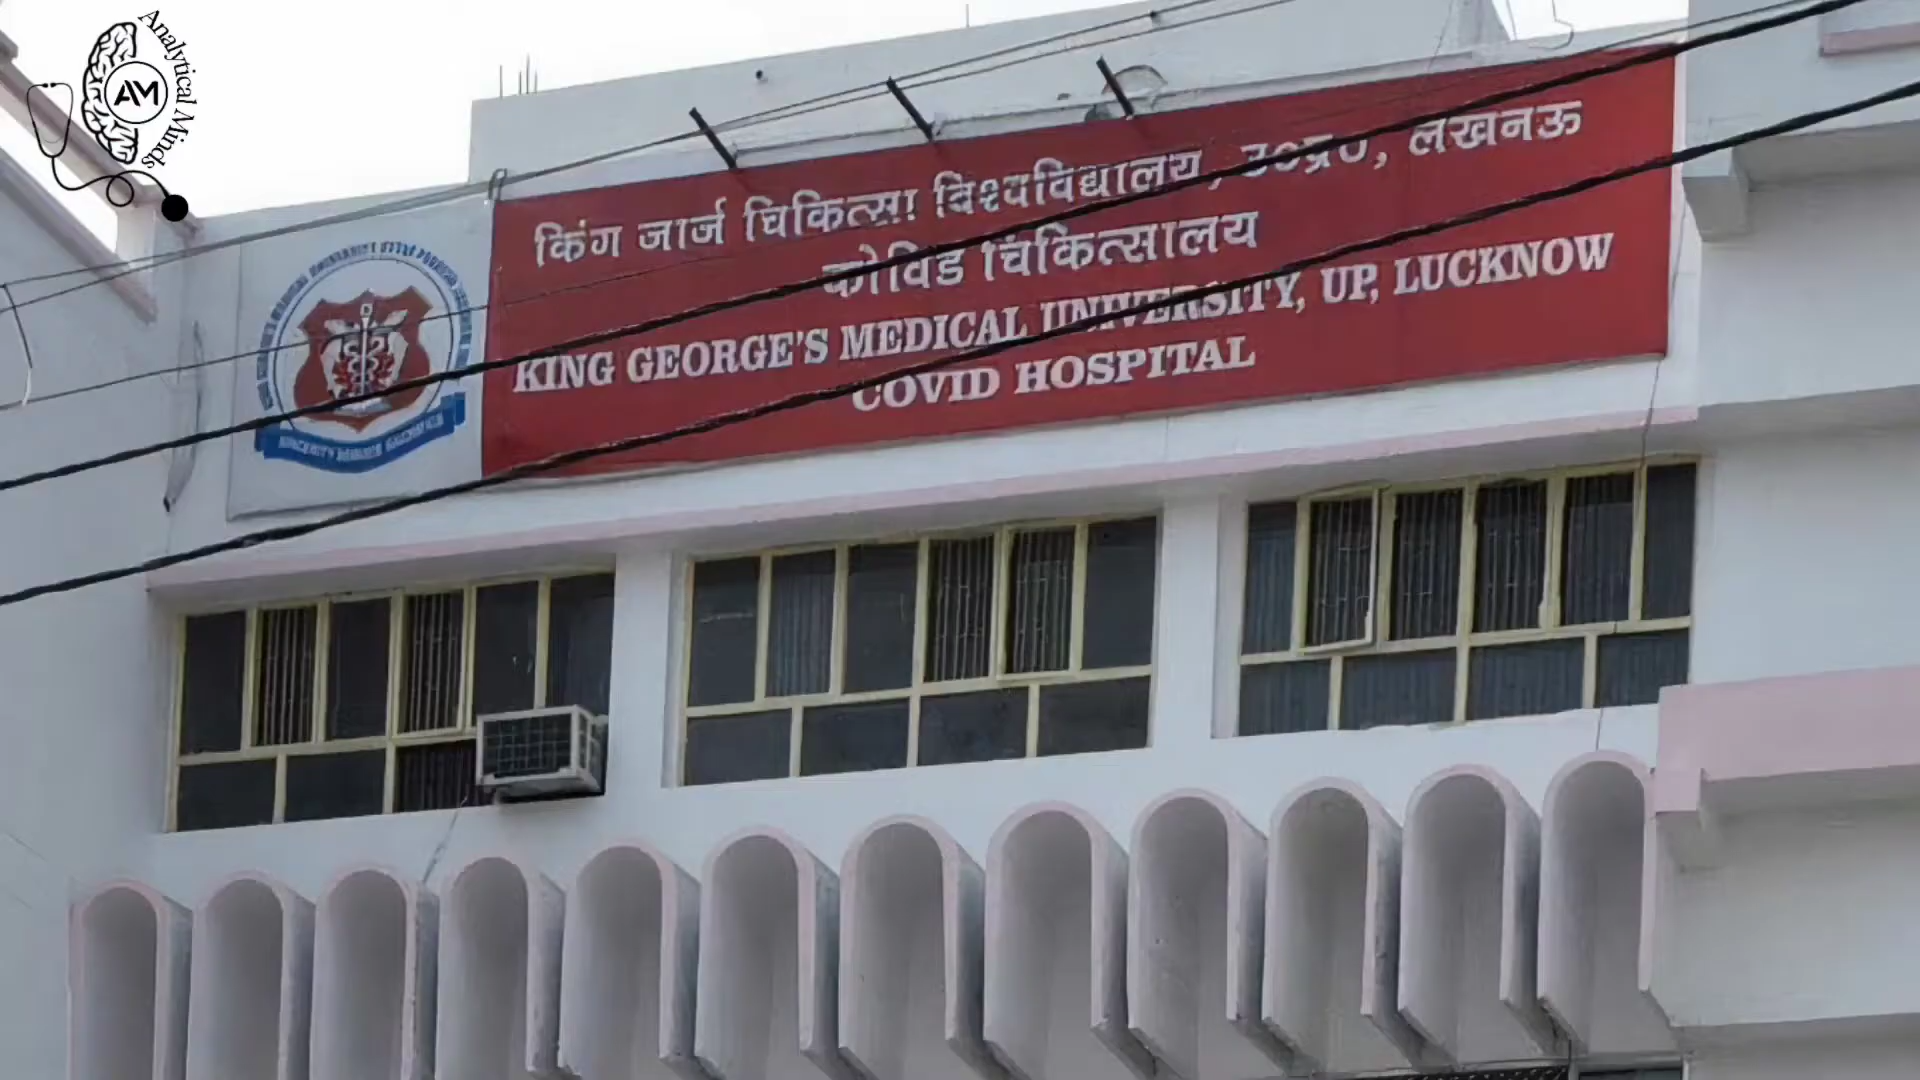 Analytical Minds
AM
किंग जार्ज चिकित्सा विश्वविद्यालय, उ०प्र०, लखनऊ
कोविड चिकित्सालय
KING GEORGE'S MEDICAL UNIVERSITY, UP, LUCKNOW
COVID HOSPITAL